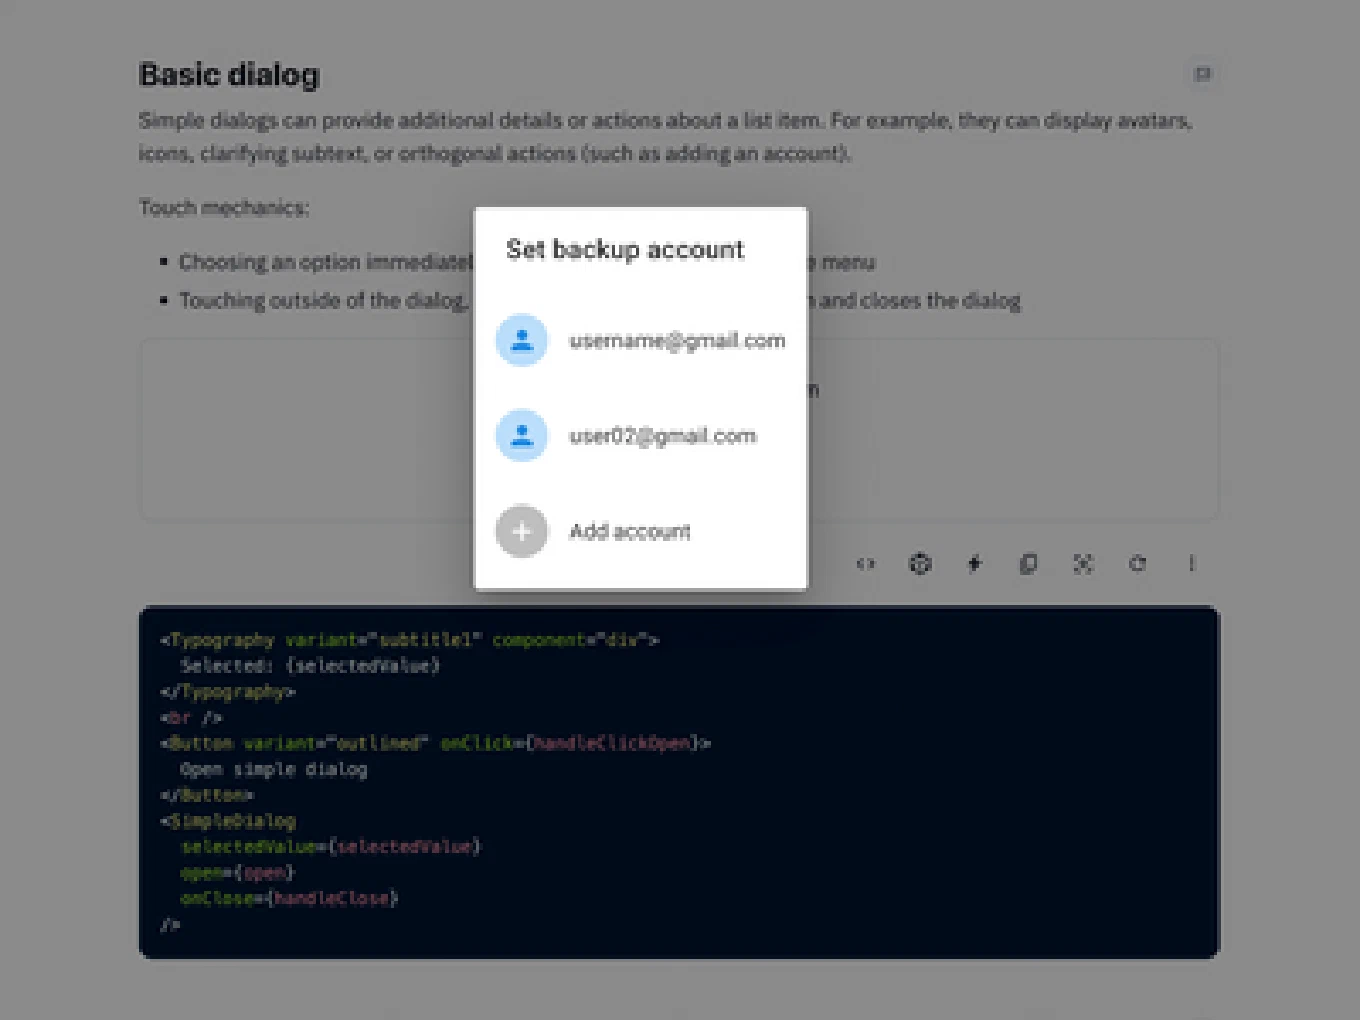 Basic dialog
Simple dialogs can provide additional details or actions about a list item. For example, they can display avatars,
icons, clarifying subtext, or orthogonal actions (such as adding an account).
Touch mechanics:
Set backup account
Choosing an option immediatel
e menu
Touching outside of the dialog,
n and closes the dialog
username@gmail.com
user02@gmail.com
Add account
<Typography variant="subtitle1" component="div">
Selected: {selectedValue}
</Typography>
<br />
<Button variant="outlined" onClick={handleClickOpen}>
Open simple dialog
</Button>
<SimpleDialog
selectedValue={selectedValue}
open={open}
onClose={handleClose}
/>